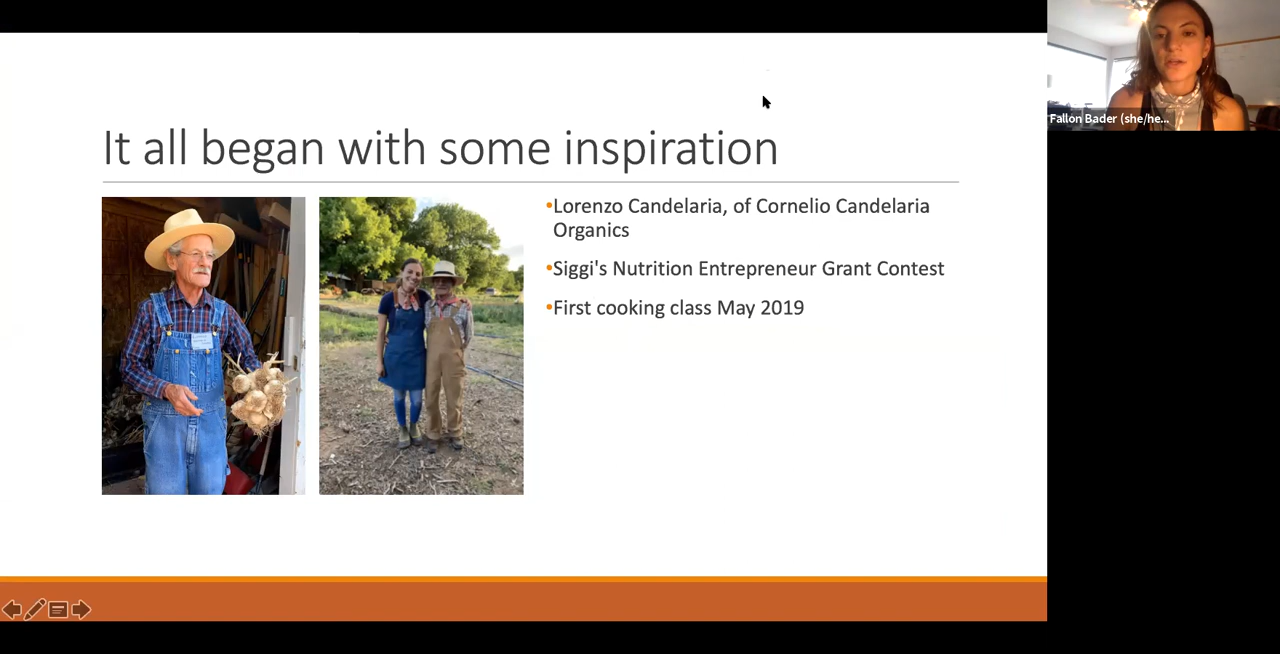 It all began with some inspiration
•Lorenzo Candelaria, of Cornelio Candelaria
Organics
•Siggi's Nutrition Entrepreneur Grant Contest
•First cooking class May 2019
Fallon Bader (she/he...